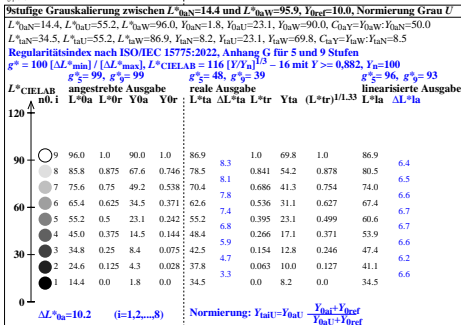 9stufige Grauskalierung zwischen L*0aN=14.4 und L*0aW=95.9, Y0ref=10.0, Normierung Grau U
L*0aN=14.4, L*0aU=55.2, L*0aW=96.0, Y0aN=1.8, Y0aU=23.1, Y0aW=90.0, C0aY=Y0aW:Y0aN=50.0
L*taN=34.5, L*taU=55.2, L*taW=86.9, YtaN=8.2, YtaU=23.1, YtaW=69.8, CtaY=YtaW:YtaN=8.5
Regularitätsindex nach ISO/IEC 15775:2022, Anhang G für 5 und 9 Stufen
g* = 100 [ΔL*min] / [ΔL*max], L*CIELAB = 116 [Y/Yn]1/3 − 16 mit Y >= 0,882, Yn=100
g*5= 99, g*9= 99 g*5= 48, g*9= 39 g*5= 96, g*9= 93
L*CIELAB angestrebte Ausgabe reale Ausgabe linearisierte Ausgabe
n0. i L*0a L*0r Y0a Y0r L*ta ΔL*ta L*tr Yta (L*tr)1/1.33 L*la ΔL*la
120
9 96.0 1.0 90.0 1.0 86.9 1.0 69.8 1.0 86.9
8.3 6.4
90
8 85.8 0.875 67.6 0.746 78.5 0.841 54.2 0.878 80.5
8.1 6.5
7 75.6 0.75 49.2 0.538 70.4 0.686 41.3 0.754 74.0
7.8 6.6
60
6 65.4 0.625 34.5 0.371 62.6 0.536 31.1 0.627 67.4
7.4 6.7
5 55.2 0.5 23.1 0.242 55.2 0.395 23.1 0.499 60.6
6.8 6.7
4 45.0 0.375 14.5 0.144 48.4 0.266 17.1 0.371 53.9
5.9 6.6
30
3 34.8 0.25 8.4 0.075 42.5 0.154 12.8 0.246 47.4
4.7 6.2
2 24.6 0.125 4.3 0.028 37.8 0.063 10.0 0.127 41.1
3.3 6.6
1 14.4 0.0 1.8 0.0 34.5 0.0 8.2 0.0 34.5
0
ΔL*0a=10.2 (i=1,2,...,8) Normierung: YtaiU=Y0aU Y0ai+Y0ref
Y0aU+Y0ref